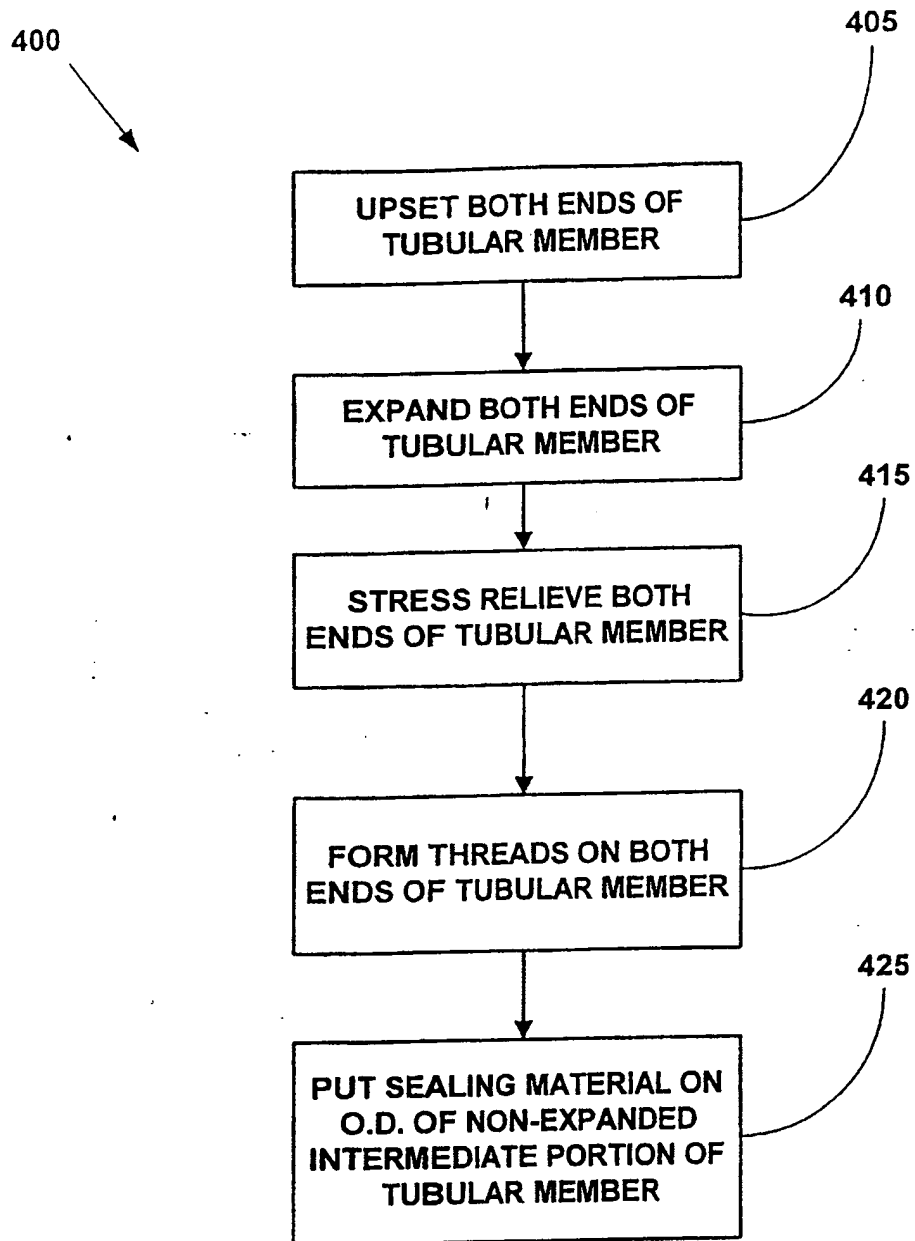 400
405
UPSET BOTH ENDS OF
TUBULAR MEMBER
410
EXPAND BOTH ENDS OF
TUBULAR MEMBER
415
STRESS RELIEVE BOTH
ENDS OF TUBULAR MEMBER
420
FORM THREADS ON BOTH
ENDS OF TUBULAR MEMBER
425
PUT SEALING MATERIAL ON
O.D. OF NON-EXPANDED
INTERMEDIATE PORTION OF
TUBULAR MEMBER